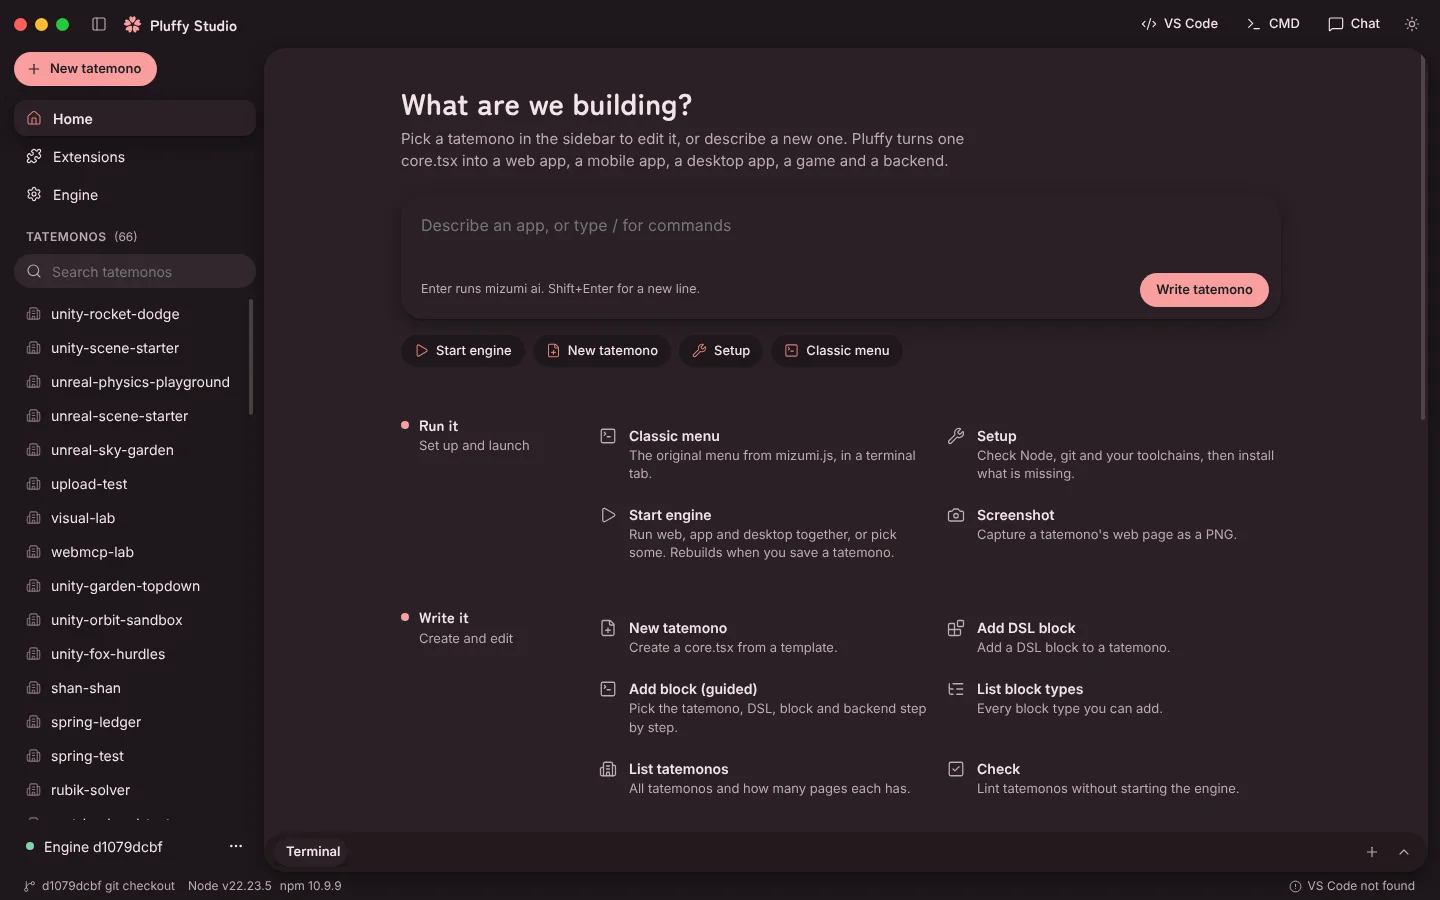 Pluffy Studio
VS Code
CMD
Chat
New tatemono
Home
Extensions
Engine
TATEMONOS (66)
Search tatemonos
unity-rocket-dodge
unity-scene-starter
unreal-physics-playground
unreal-scene-starter
unreal-sky-garden
upload-test
visual-lab
webmcp-lab
unity-garden-topdown
unity-orbit-sandbox
unity-fox-hurdles
shan-shan
spring-ledger
spring-test
rubik-solver
Engine d1079dcbf
What are we building?
Pick a tatemono in the sidebar to edit it, or describe a new one. Pluffy turns one
core.tsx into a web app, a mobile app, a desktop app, a game and a backend.
Describe an app, or type / for commands
Enter runs mizumi ai. Shift+Enter for a new line.
Write tatemono
Start engine
New tatemono
Setup
Classic menu
Run it
Set up and launch
Classic menu
The original menu from mizumi.js, in a terminal
tab.
Setup
Check Node, git and your toolchains, then install
what is missing.
Start engine
Run web, app and desktop together, or pick
some. Rebuilds when you save a tatemono.
Screenshot
Capture a tatemono's web page as a PNG.
Write it
Create and edit
New tatemono
Create a core.tsx from a template.
Add DSL block
Add a DSL block to a tatemono.
Add block (guided)
Pick the tatemono, DSL, block and backend step
by step.
List block types
Every block type you can add.
List tatemonos
All tatemonos and how many pages each has.
Check
Lint tatemonos without starting the engine.
Terminal
d1079dcbf git checkout
Node v22.23.5
npm 10.9.9
VS Code not found